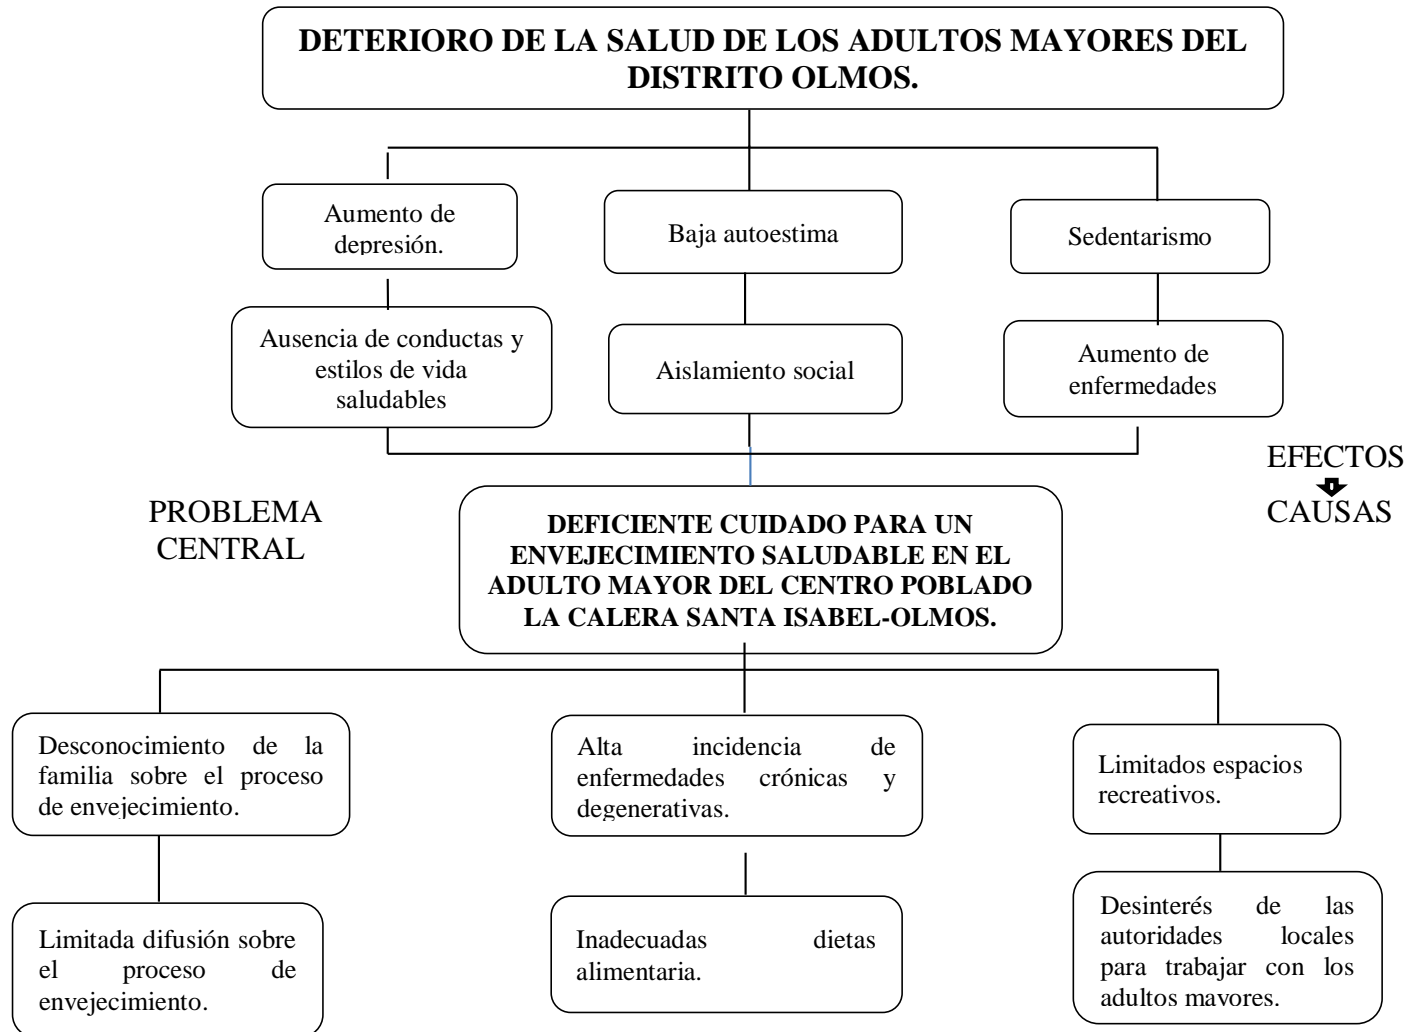 DETERIORO DE LA SALUD DE LOS ADULTOS MAYORES DEL
DISTRITO OLMOS.
Aumento de
depresión.
Baja autoestima
Sedentarismo
Ausencia de conductas y
estilos de vida
saludables
Aislamiento social
Aumento de
enfermedades
EFECTOS
CAUSAS
PROBLEMA
CENTRAL
DEFICIENTE CUIDADO PARA UN
ENVEJECIMIENTO SALUDABLE EN EL
ADULTO MAYOR DEL CENTRO POBLADO
LA CALERA SANTA ISABEL-OLMOS.
Desconocimiento de la
familia sobre el proceso
de envejecimiento.
Alta incidencia de
enfermedades crónicas y
degenerativas.
Limitados espacios
recreativos.
Limitada difusión sobre
el proceso de
envejecimiento.
Inadecuadas dietas
alimentaria.
Desinterés de las
autoridades locales
para trabajar con los
adultos mayores.